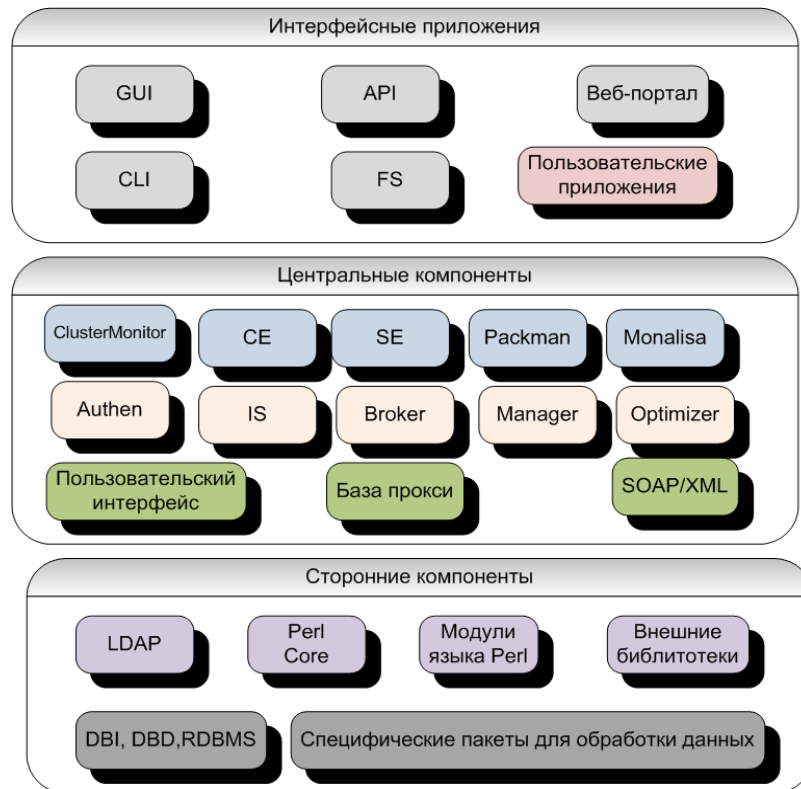 Интерфейсные приложения
GUI
API
Веб-портал
CLI
FS
Пользовательские
приложения
Центральные компоненты
ClusterMonitor
CE
SE
Packman
Monalisa
Authen
IS
Broker
Manager
Optimizer
Пользовательский
интерфейс
База прокси
SOAP/XML
Сторонние компоненты
LDAP
Perl
Core
Модули
языка Perl
Внешние
библитотеки
DBI, DBD,RDBMS
Специфические пакеты для обработки данных